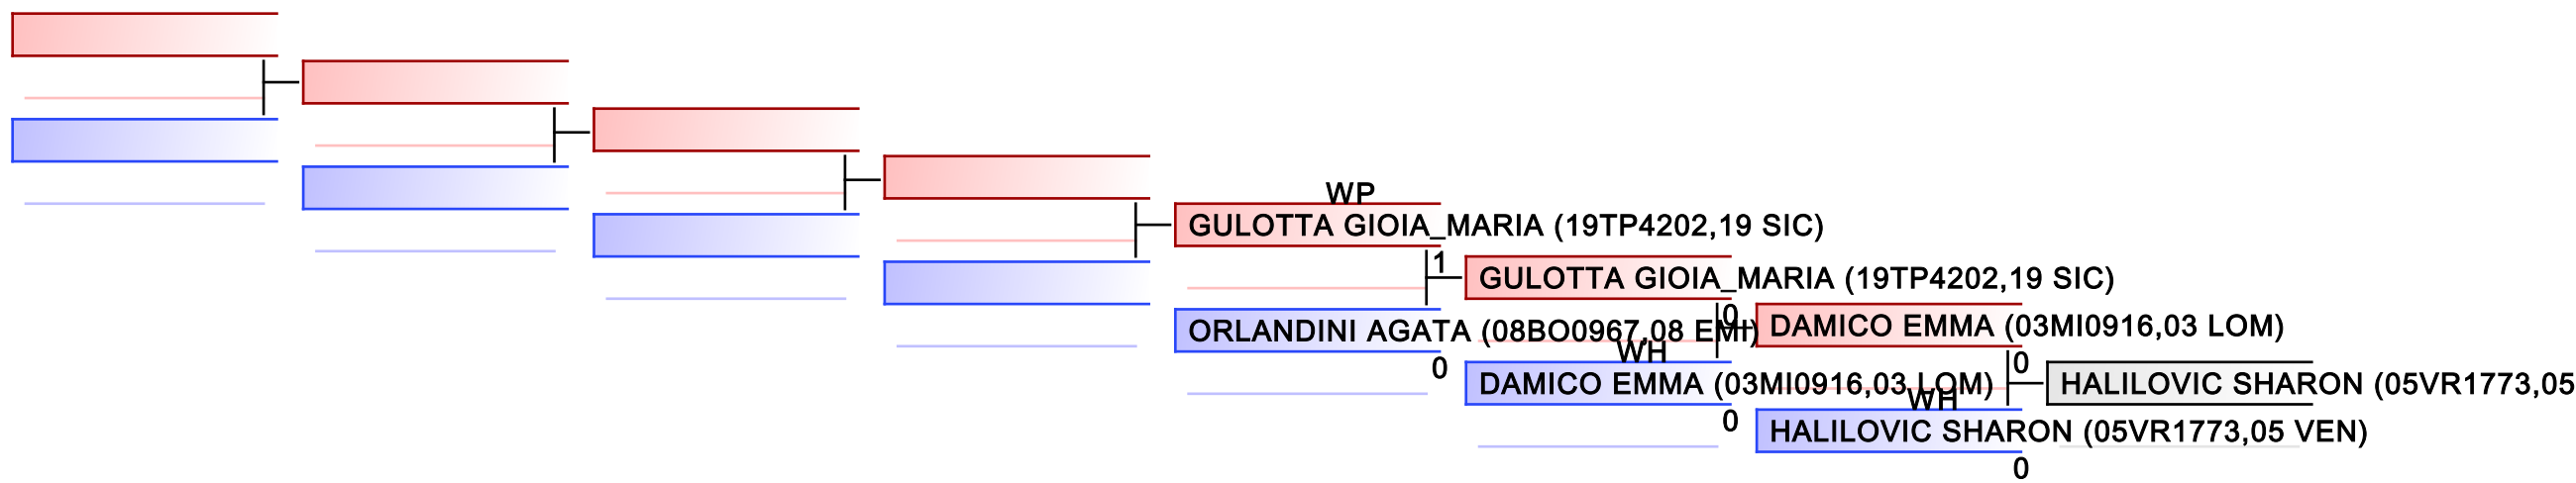 WP
GULOTTA GIOIA_MARIA (19TP4202,19 SIC)
1
GULOTTA GIOIA_MARIA (19TP4202,19 SIC)
ORLANDINI AGATA (08BO0967,08 EMI)
0
0
DAMICO EMMA (03MI0916,03 LOM)
WH
DAMICO EMMA (03MI0916,03 LOM)
0
0
HALILOVIC SHARON (05VR1773,05
WH
HALILOVIC SHARON (05VR1773,05 VEN)
0